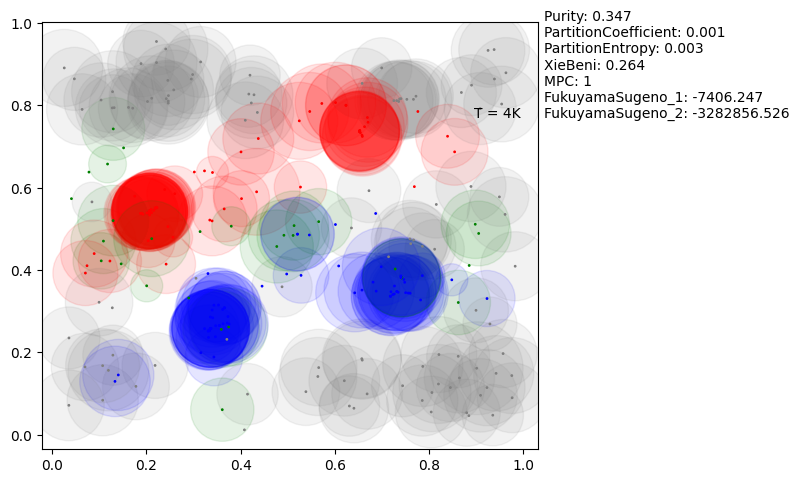 Purity: 0.347
PartitionCoefficient: 0.001
PartitionEntropy: 0.003
XieBeni: 0.264
MPC: 1
FukuyamaSugeno_1: -7406.247
FukuyamaSugeno_2: -3282856.526
T = 4K
1.0
0.8
0.6
0.4
0.2
0.0
0.0 0.2 0.4 0.6 0.8 1.0